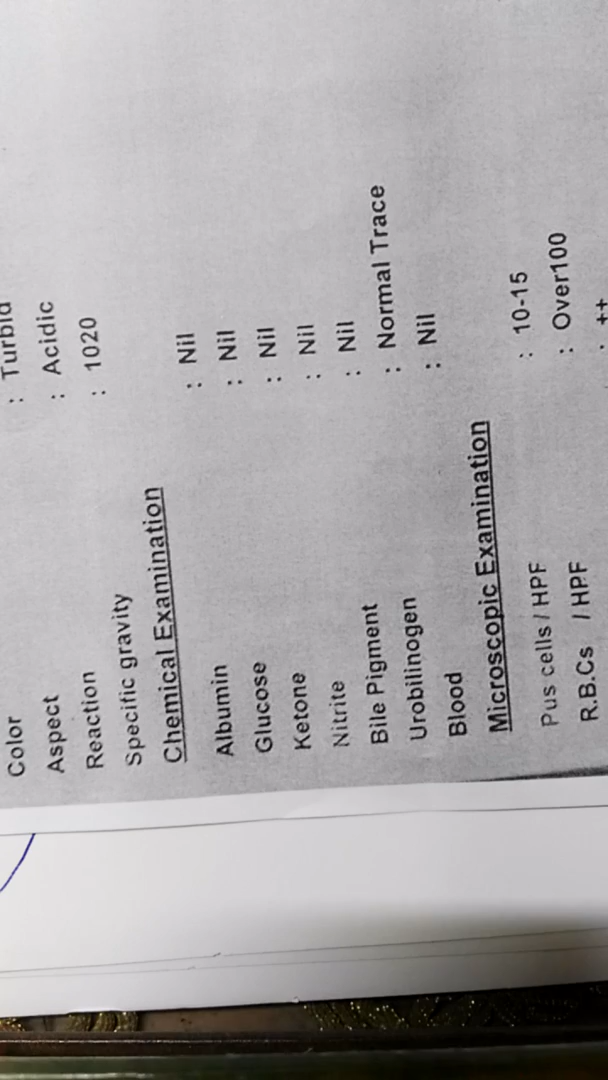 Color
Aspect : Turbid
Reaction : Acidic
Specific gravity : 1020
Chemical Examination
Albumin : Nil
Glucose : Nil
Ketone : Nil
Nitrite : Nil
Bile Pigment : Nil
Urobilinogen : Normal Trace
Blood : Nil
Microscopic Examination
Pus cells / HPF : 10-15
R.B.Cs / HPF : Over100
: ++